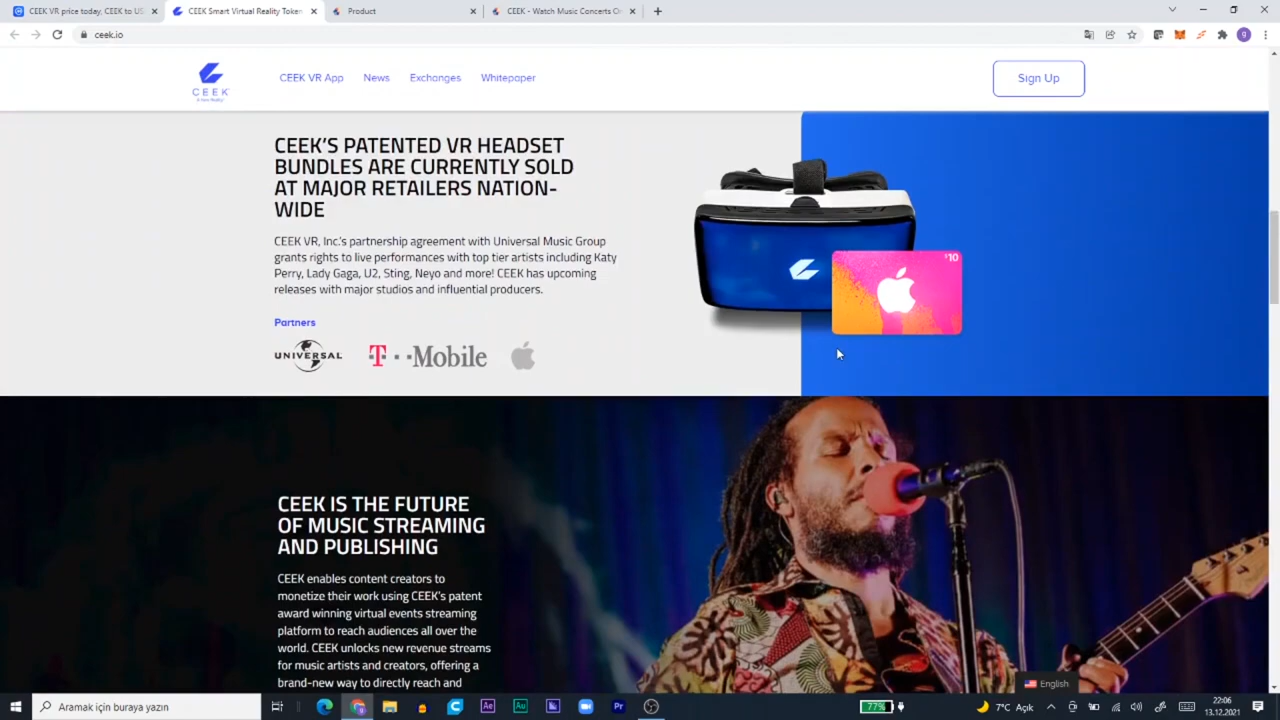 CEEK VR price today, CEEK to US
CEEK Smart Virtual Reality Token
Product
CEEK - Watch Music Concerts On
ceek.io
CEEK
CEEK VR App
News
Exchanges
Whitepaper
Sign Up
CEEK'S PATENTED VR HEADSET
BUNDLES ARE CURRENTLY SOLD
AT MAJOR RETAILERS NATION-
WIDE
CEEK VR, Inc.'s partnership agreement with Universal Music Group
grants rights to live performances with top tier artists including Katy
Perry, Lady Gaga, U2, Sting, Neyo and more! CEEK has upcoming
releases with major studios and influential producers.
Partners
UNIVERSAL
T··Mobile
$10
CEEK IS THE FUTURE
OF MUSIC STREAMING
AND PUBLISHING
CEEK enables content creators to
monetize their work using CEEK's patent
award winning virtual events streaming
platform to reach audiences all over the
world. CEEK unlocks new revenue streams
for music artists and creators, offering a
brand-new way to directly reach and
English
Aramak için buraya yazın
Ae
Au
Pr
77%
7°C Açık
22:06
13.12.2021